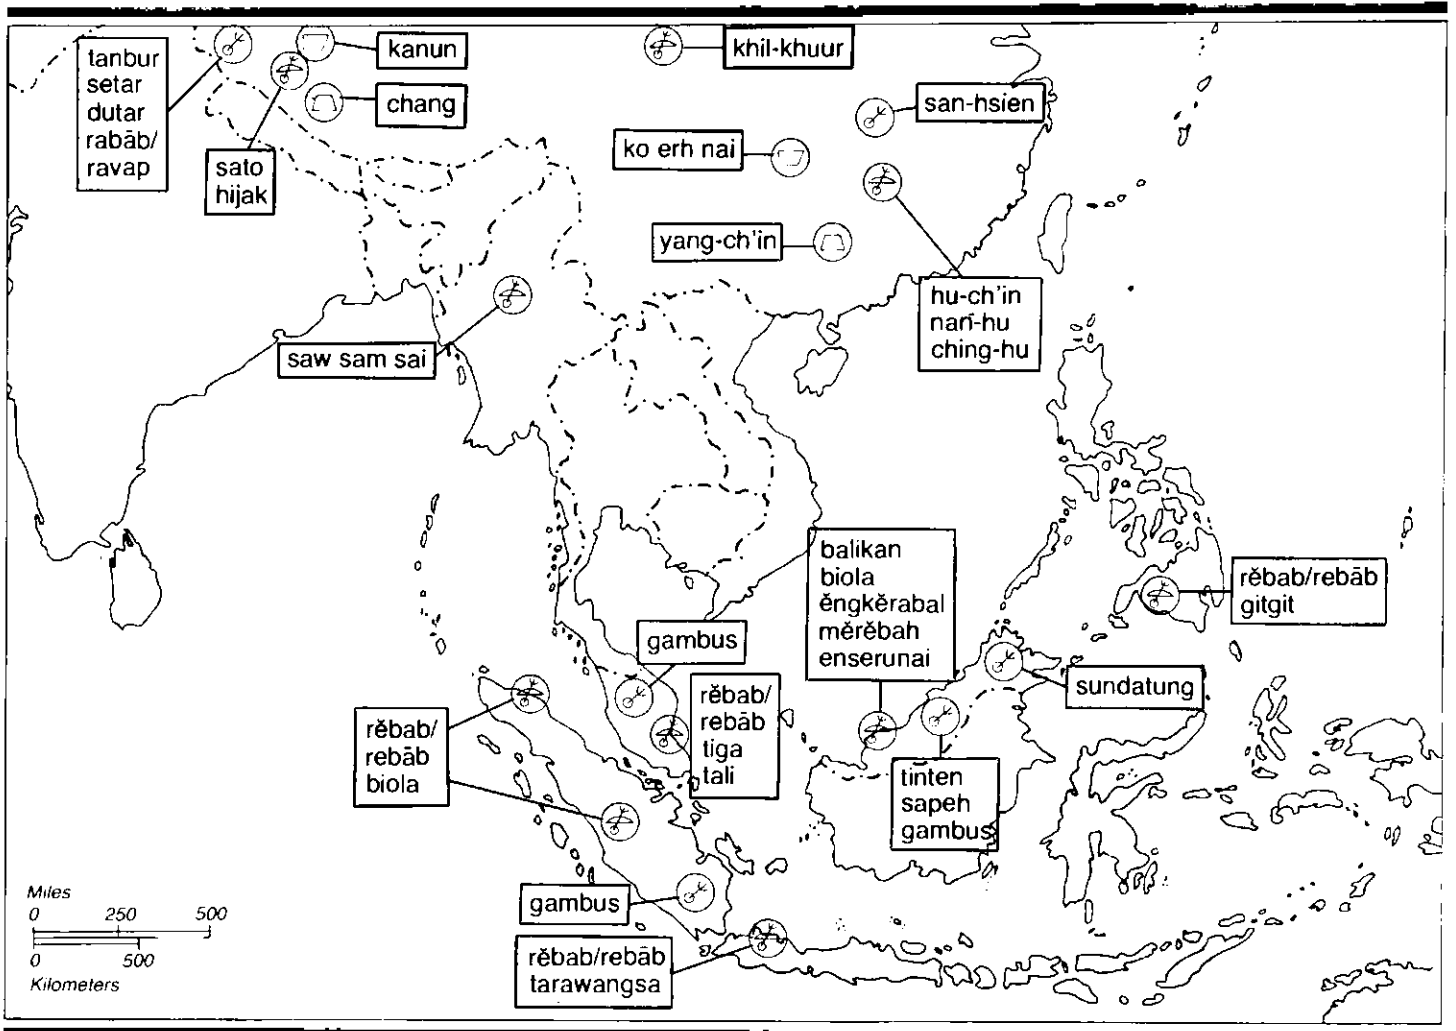 tanbur
setar
dutar
rabāb/
ravap
kanun
chang
sato
hijak
khil-khuur
san-hsien
ko erh nai
yang-ch'in
hu-ch'in
nan-hu
ching-hu
saw sam sai
balikan
biola
ĕngkĕrabal
mĕrĕbah
enserunai
rĕbab/rebāb
gitgit
gambus
sundatung
rĕbab/
rebāb
tiga
tali
rĕbab/
rebāb
biola
tinten
sapeh
gambus
gambus
rĕbab/rebāb
tarawangsa
Miles
0 250 500
0 500
Kilometers